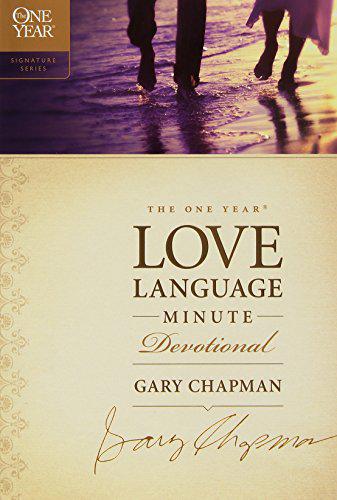 The
ONE
YEAR®
SIGNATURE
SERIES
THE ONE YEAR®
LOVE
LANGUAGE
MINUTE
Devotional
GARY CHAPMAN
Gary Chapman